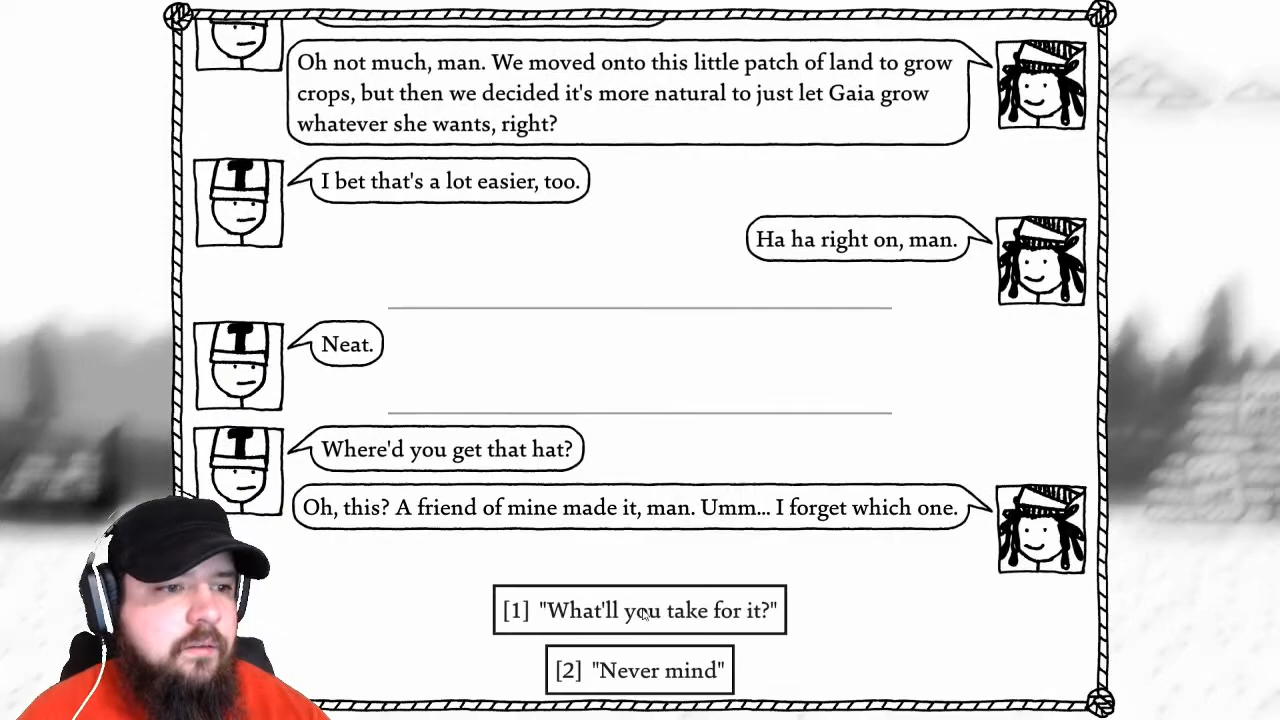 Oh not much, man. We moved onto this little patch of land to grow
crops, but then we decided it's more natural to just let Gaia grow
whatever she wants, right?
I bet that's a lot easier, too.
Ha ha right on, man.
Neat.
Where'd you get that hat?
Oh, this? A friend of mine made it, man. Umm... I forget which one.
[1] "What'll you take for it?"
[2] "Never mind"